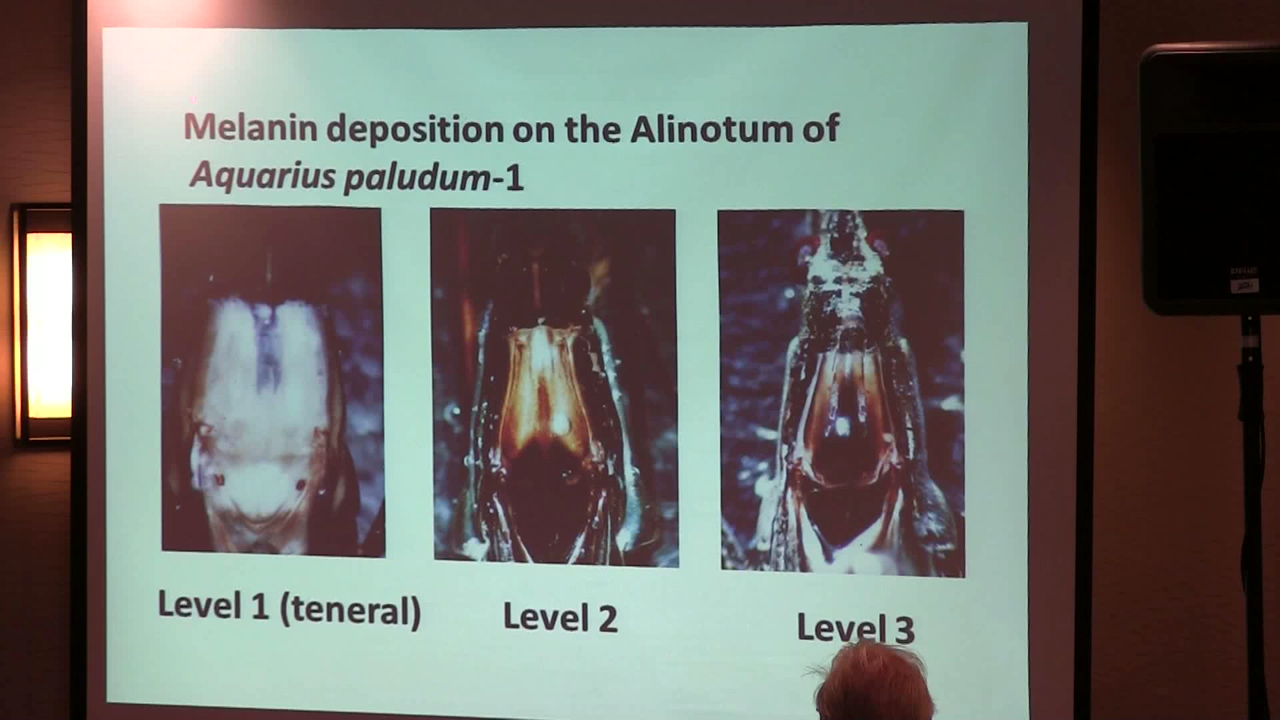 Melanin deposition on the Alinotum of
Aquarius paludum-1
Level 1 (teneral)
Level 2
Level 3